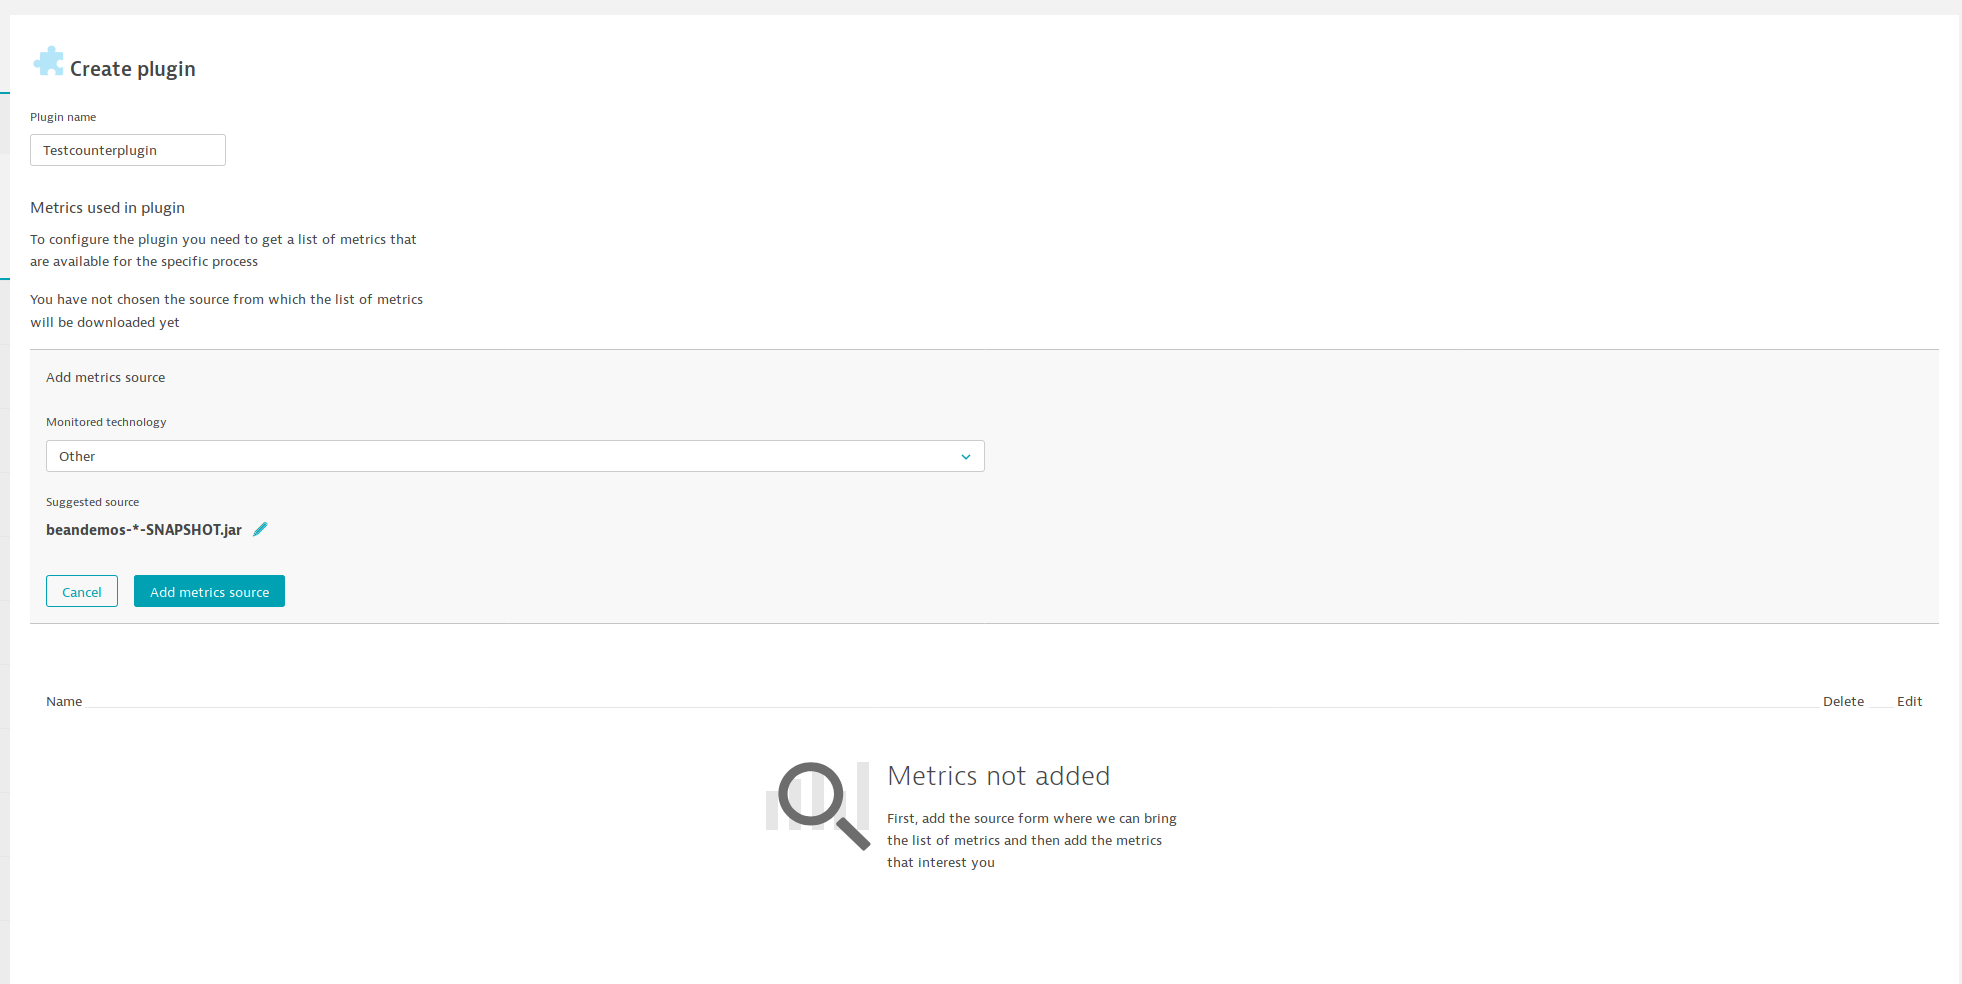 Create plugin
Plugin name
Testcounterplugin
Metrics used in plugin
To configure the plugin you need to get a list of metrics that
are available for the specific process
You have not chosen the source from which the list of metrics
will be downloaded yet
Add metrics source
Monitored technology
Other
Suggested source
beandemos-*-SNAPSHOT.jar
Cancel Add metrics source
Name Delete Edit
Metrics not added
First, add the source form where we can bring
the list of metrics and then add the metrics
that interest you